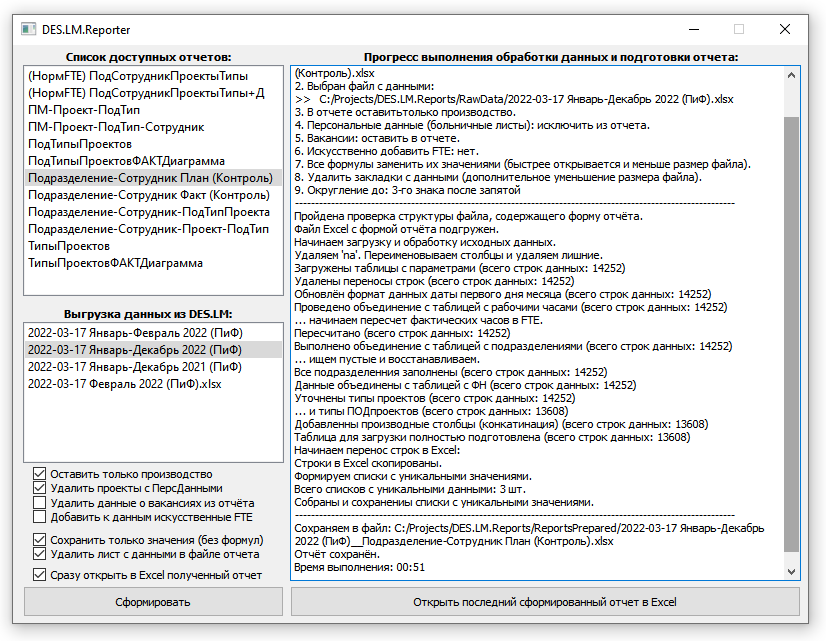 DES.LM.Reporter
Список доступных отчетов:
(НормFTE) ПодСотрудникПроектыТипы
(НормFTE) ПодСотрудникПроектыТипы+Д
ПМ-Проект-ПодТип
ПМ-Проект-ПодТип-Сотрудник
ПодТипыПроектов
ПодТипыПроектовФАКТДиаграмма
Подразделение-Сотрудник План (Контроль)
Подразделение-Сотрудник Факт (Контроль)
Подразделение-Сотрудник-ПодТипПроекта
Подразделение-Сотрудник-Проект-ПодТип
ТипыПроектов
ТипыПроектовФАКТДиаграмма
Выгрузка данных из DES.LM:
2022-03-17 Январь-Февраль 2022 (ПиФ)
2022-03-17 Январь-Декабрь 2022 (ПиФ)
2022-03-17 Январь-Декабрь 2021 (ПиФ)
2022-03-17 Февраль 2022 (ПиФ).xlsx
Оставить только производство
Удалить проекты с ПерсДанными
Удалить данные о вакансиях из отчёта
Добавить к данным искусственные FTE
Сохранить только значения (без формул)
Удалить лист с данными в файле отчета
Сразу открыть в Excel полученный отчет
Сформировать
Прогресс выполнения обработки данных и подготовки отчета:
(Контроль).xlsx
2. Выбран файл с данными:
>> C:/Projects/DES.LM.Reports/RawData/2022-03-17 Январь-Декабрь 2022 (ПиФ).xlsx
3. В отчете оставитьтолько производство.
4. Персональные данные (больничные листы): исключить из отчета.
5. Вакансии: оставить в отчете.
6. Искусственно добавить FTE: нет.
7. Все формулы заменить их значениями (быстрее открывается и меньше размер файла).
8. Удалить закладки с данными (дополнительное уменьшение размера файла).
9. Округление до: 3-го знака после запятой
Пройдена проверка структуры файла, содержащего форму отчёта.
Файл Excel с формой отчёта подгружен.
Начинаем загрузку и обработку исходных данных.
Удаляем 'na'. Переименовываем столбцы и удаляем лишние.
Загружены таблицы с параметрами (всего строк данных: 14252)
Удалены переносы строк (всего строк данных: 14252)
Обновлён формат данных даты первого дня месяца (всего строк данных: 14252)
Проведено объединение с таблицей с рабочими часами (всего строк данных: 14252)
... начинаем пересчет фактических часов в FTE.
Пересчитано (всего строк данных: 14252)
Выполнено объединение с таблицей с подразделениями (всего строк данных: 14252)
... ищем пустые и восстанавливаем.
Все подразделенния заполнены (всего строк данных: 14252)
Данные объединены с таблицей с ФН (всего строк данных: 14252)
Уточнены типы проектов (всего строк данных: 14252)
... и типы ПОДпроектов (всего строк данных: 13608)
Добавленны производные столбцы (конкатинация) (всего строк данных: 13608)
Таблица для загрузки полностью подготовлена (всего строк данных: 13608)
Начинаем перенос строк в Excel:
Строки в Excel скопированы.
Формируем списки с уникальными значениями.
Всего списков с уникальными данными: 3 шт.
Собраны и сохраненны списки с уникальными значениями.
Сохраняем в файл: C:/Projects/DES.LM.Reports/ReportsPrepared/2022-03-17 Январь-Декабрь
2022 (ПиФ)__Подразделение-Сотрудник План (Контроль).xlsx
Отчёт сохранён.
Время выполнения: 00:51
Открыть последний сформированный отчет в Excel